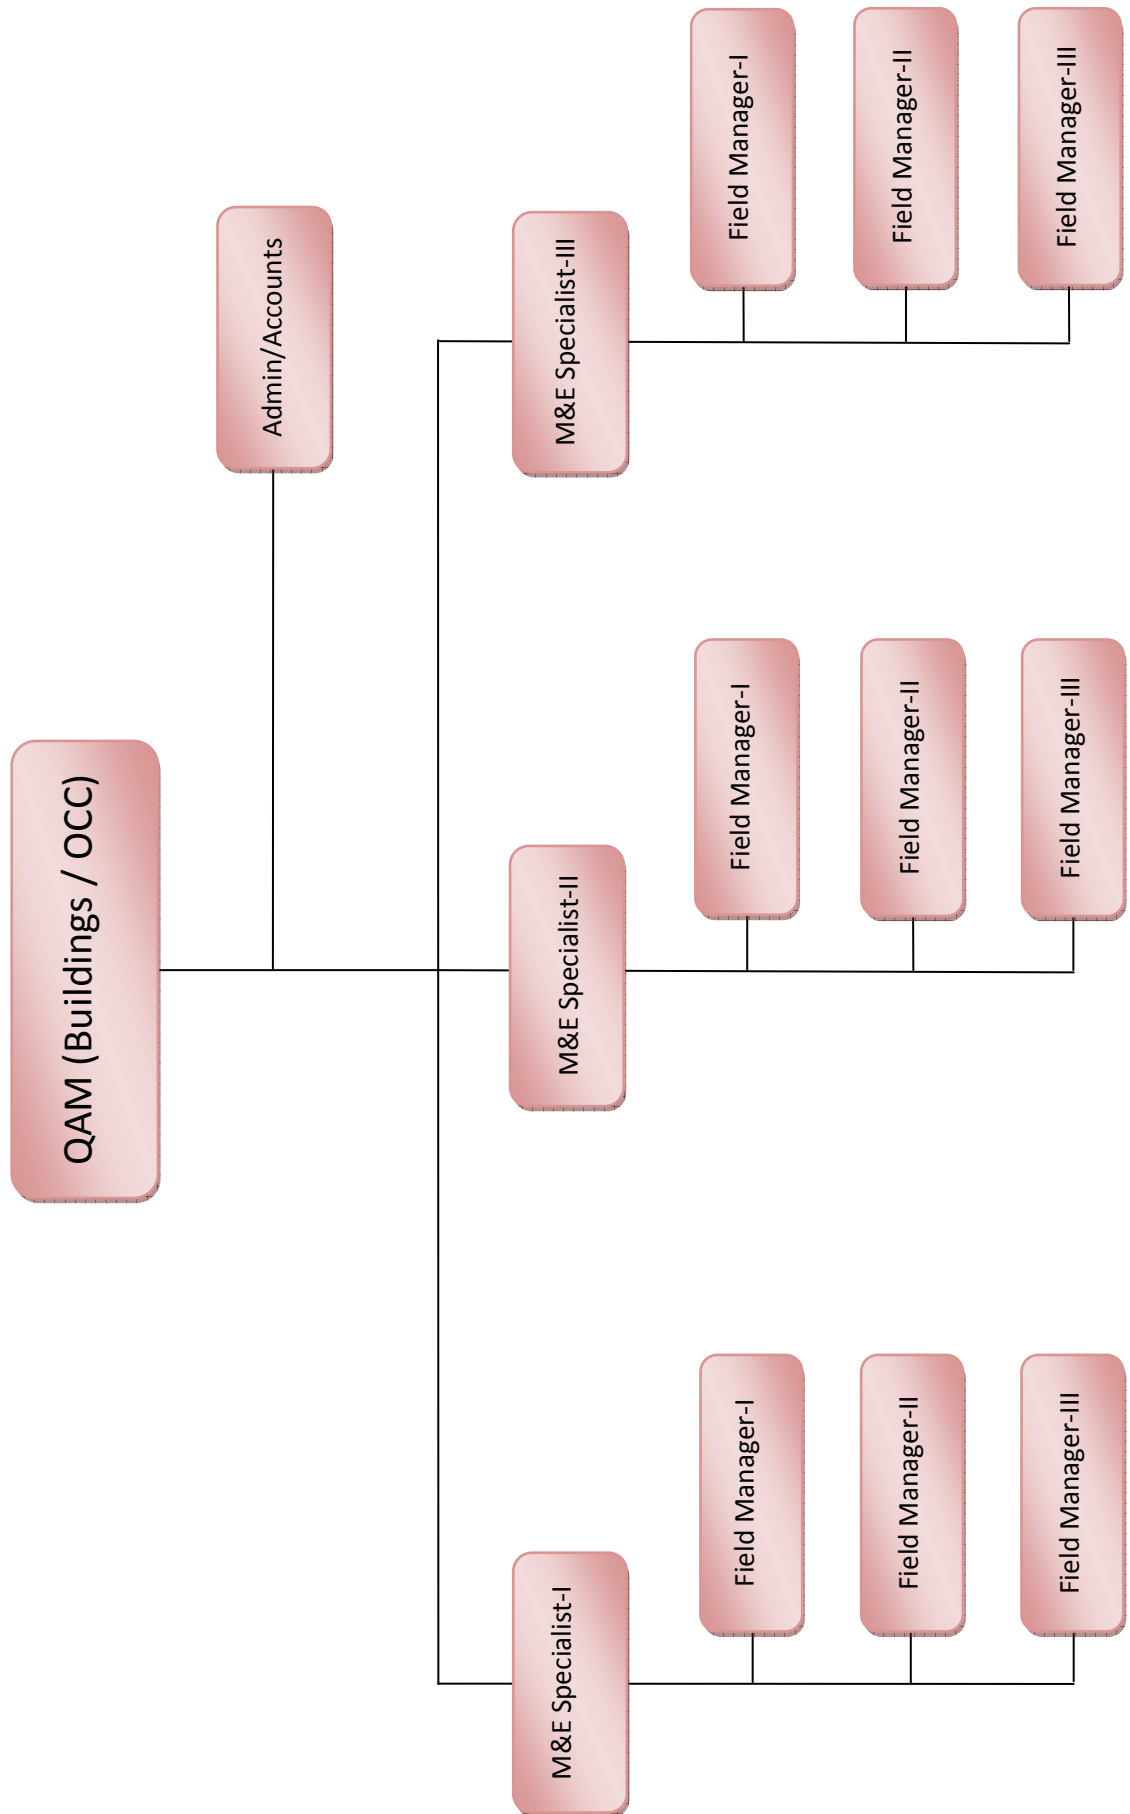 QAM (Buildings / OCC)
Admin/Accounts
M&E Specialist-I
M&E Specialist-II
M&E Specialist-III
Field Manager-I
Field Manager-I
Field Manager-I
Field Manager-II
Field Manager-II
Field Manager-II
Field Manager-III
Field Manager-III
Field Manager-III